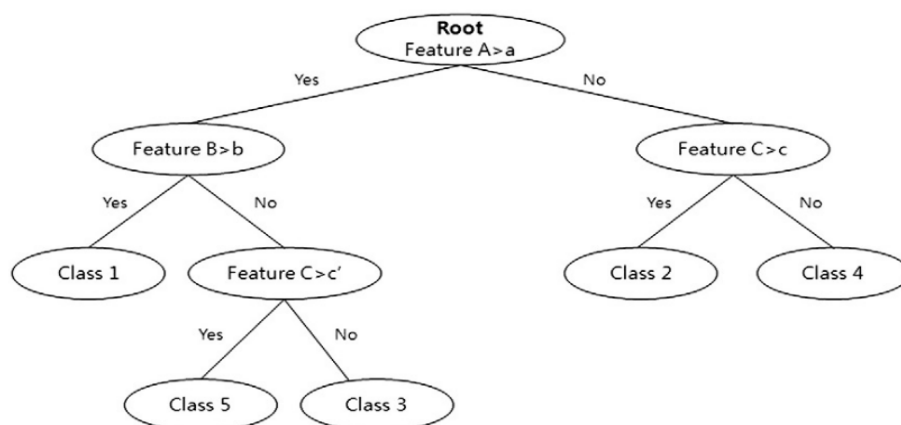 Root
Feature A>a
Yes
No
Feature B>b
Feature C>c
Yes
No
Yes
No
Class 1
Feature C>c′
Class 2
Class 4
Yes
No
Class 5
Class 3